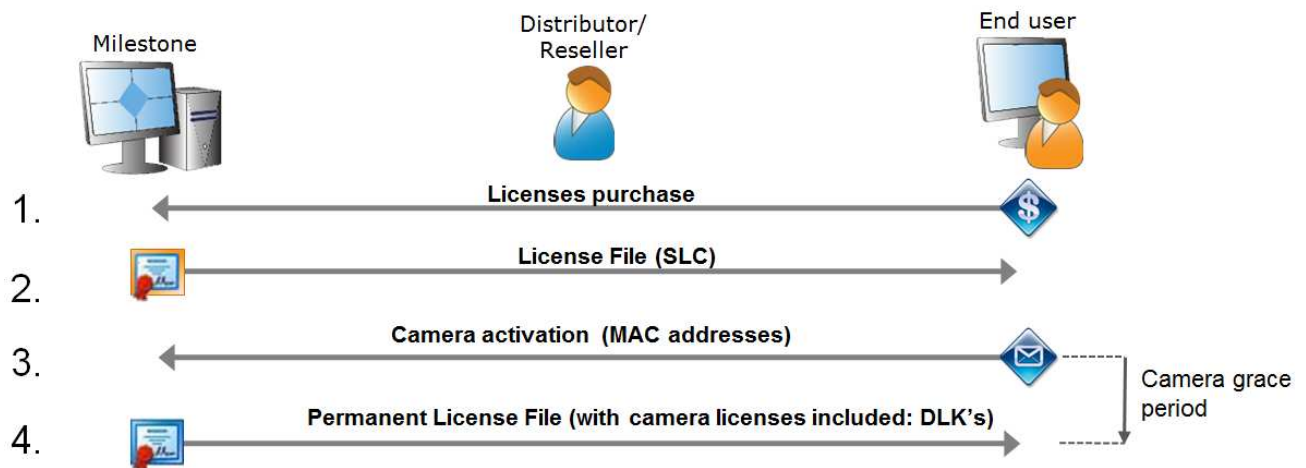 Milestone
Distributor/
Reseller
End user
1.
Licenses purchase
$
2.
License File (SLC)
3.
Camera activation (MAC addresses)
Camera grace
period
4.
Permanent License File (with camera licenses included: DLK's)